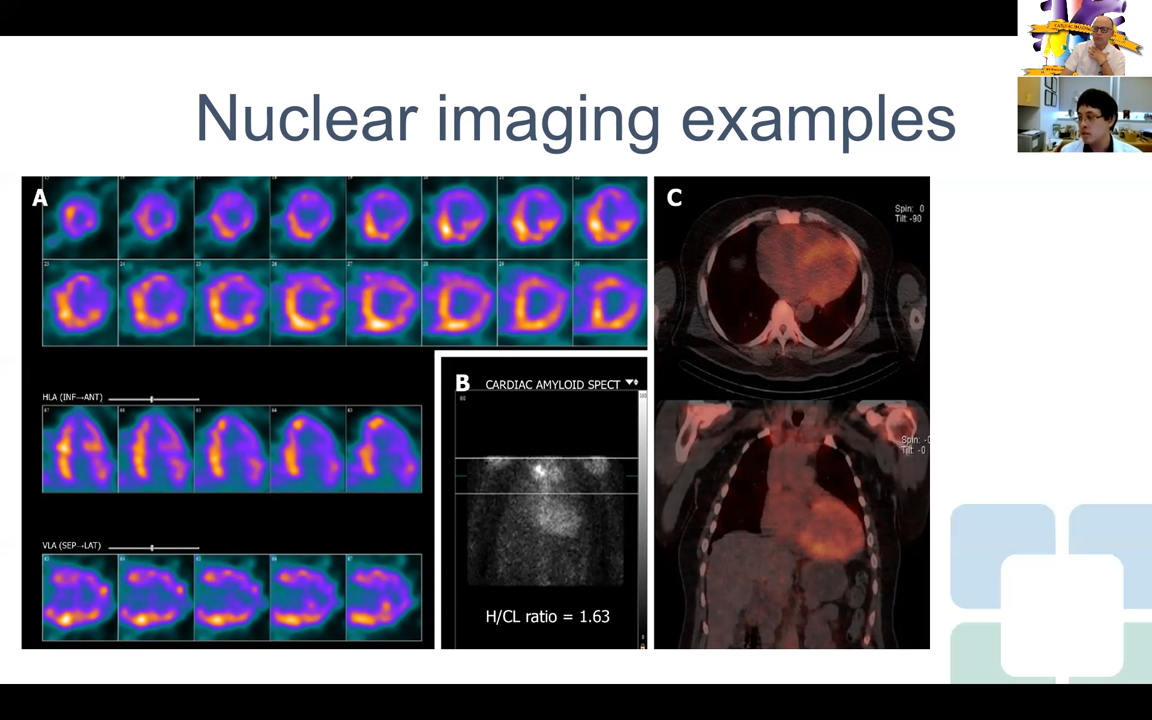 Nuclear imaging examples
A
HLA (INF→ANT)
VLA (SEP→LAT)
B
CARDIAC AMYLOID SPECT
H/CL ratio = 1.63
C
Spin: 0
Tilt: -90
Spin: -0
Tilt: -0